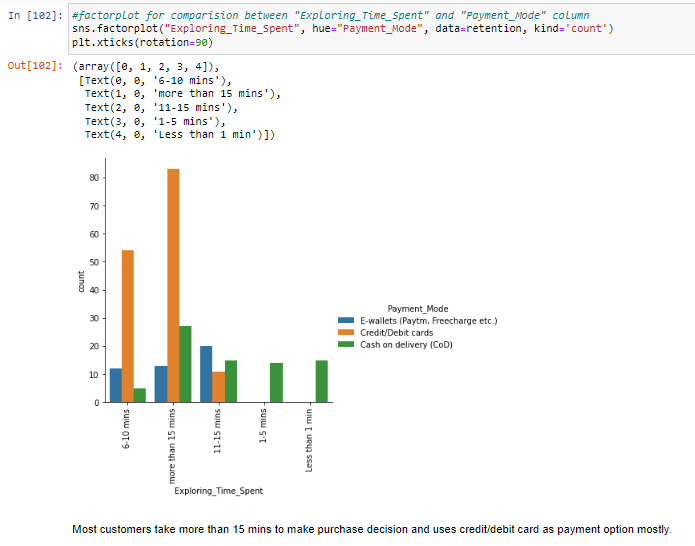 In [102]: #factorplot for comparision between "Exploring_Time_Spent" and "Payment_Mode" column
sns.factorplot("Exploring_Time_Spent", hue="Payment_Mode", data=retention, kind='count')
plt.xticks(rotation=90)
Out[102]: (array([0, 1, 2, 3, 4]),
[Text(0, 0, '6-10 mins'),
Text(1, 0, 'more than 15 mins'),
Text(2, 0, '11-15 mins'),
Text(3, 0, '1-5 mins'),
Text(4, 0, 'Less than 1 min')])
80
70
60
50
40
30
20
10
0
count
Payment_Mode
E-wallets (Paytm, Freecharge etc.)
Credit/Debit cards
Cash on delivery (CoD)
6-10 mins
more than 15 mins
11-15 mins
1-5 mins
Less than 1 min
Exploring_Time_Spent
Most customers take more than 15 mins to make purchase decision and uses credit/debit card as payment option mostly.